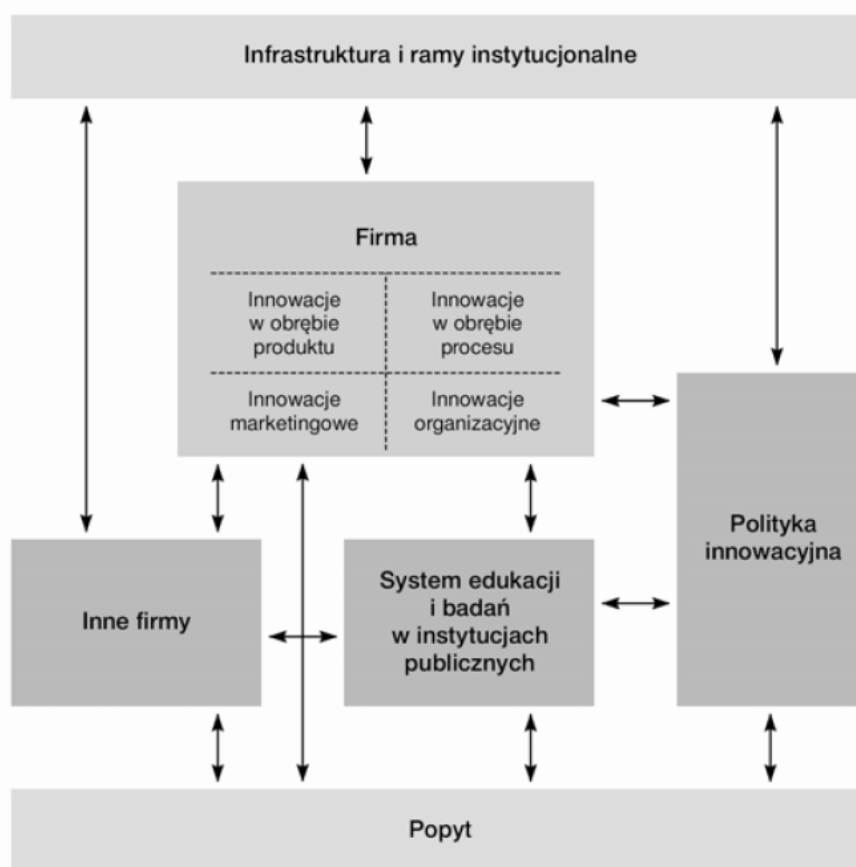 Infrastruktura i ramy instytucjonalne
Firma
Innowacje
w obrębie
produktu
Innowacje
w obrębie
procesu
Innowacje
marketingowe
Innowacje
organizacyjne
Polityka
innowacyjna
Inne firmy
System edukacji
i badań
w instytucjach
publicznych
Popyt